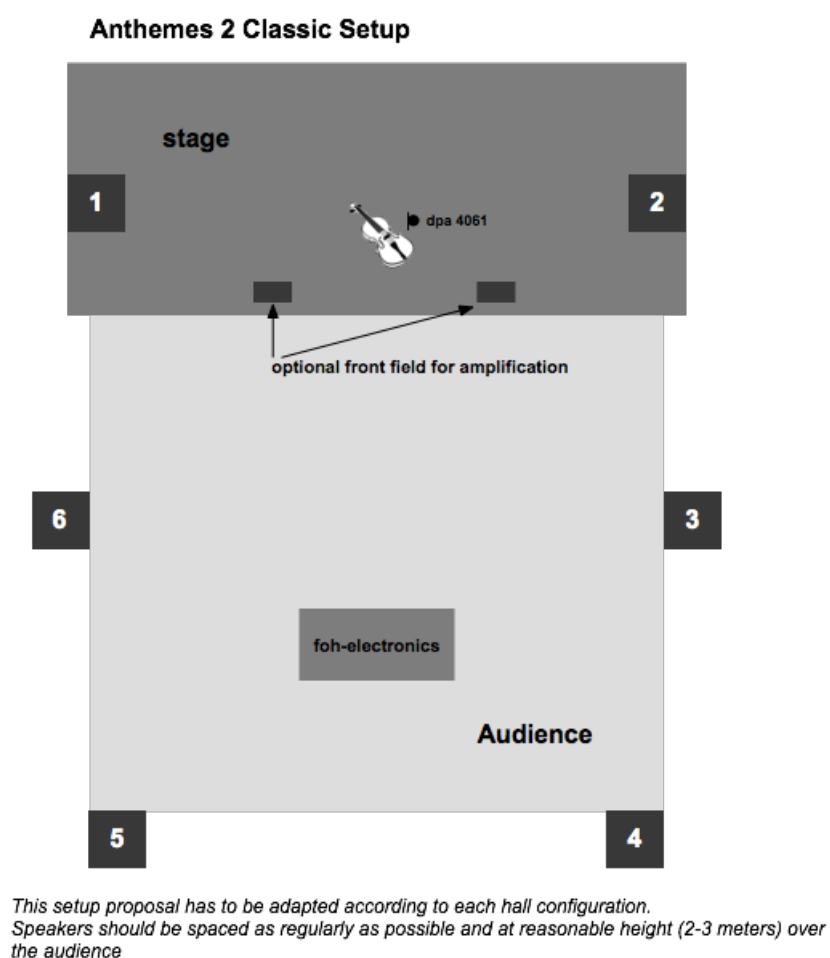 Anthemes 2 Classic Setup
stage
1
2
dpa 4061
optional front field for amplification
6
3
foh-electronics
Audience
5
4
This setup proposal has to be adapted according to each hall configuration.
Speakers should be spaced as regularly as possible and at reasonable height (2-3 meters) over
the audience